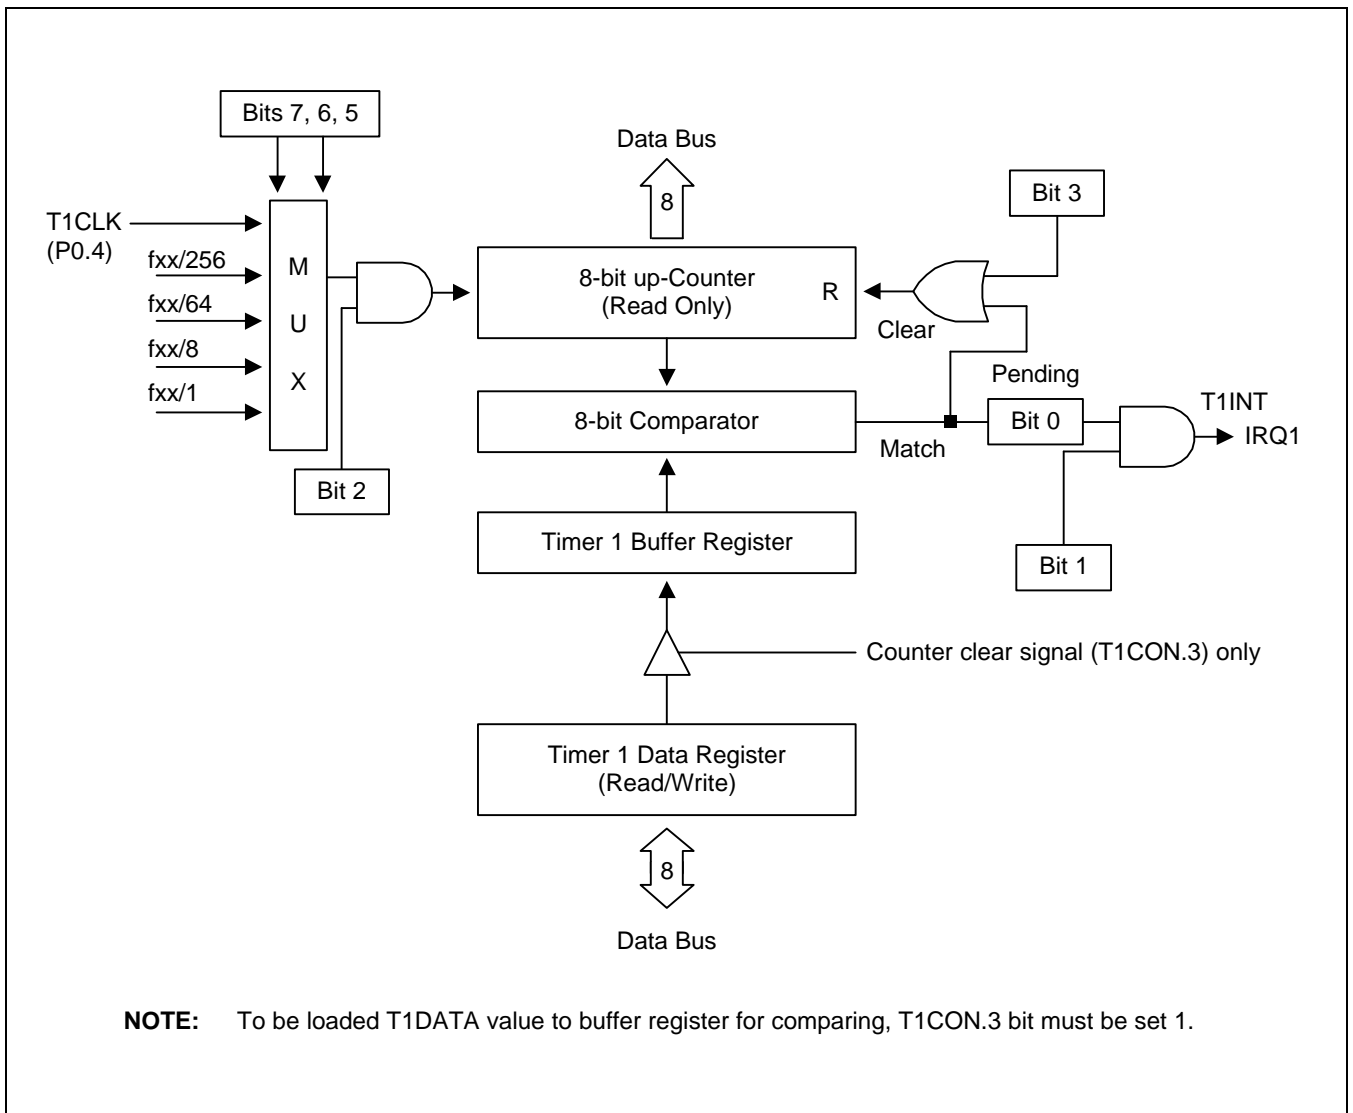 Bits 7, 6, 5
Data Bus
8
Bit 3
T1CLK
(P0.4)
fxx/256
fxx/64
fxx/8
fxx/1
M
U
X
8-bit up-Counter
(Read Only)
R
Clear
Pending
8-bit Comparator
Match
Bit 0
T1INT
IRQ1
Bit 2
Timer 1 Buffer Register
Bit 1
Counter clear signal (T1CON.3) only
Timer 1 Data Register
(Read/Write)
8
Data Bus
NOTE: To be loaded T1DATA value to buffer register for comparing, T1CON.3 bit must be set 1.